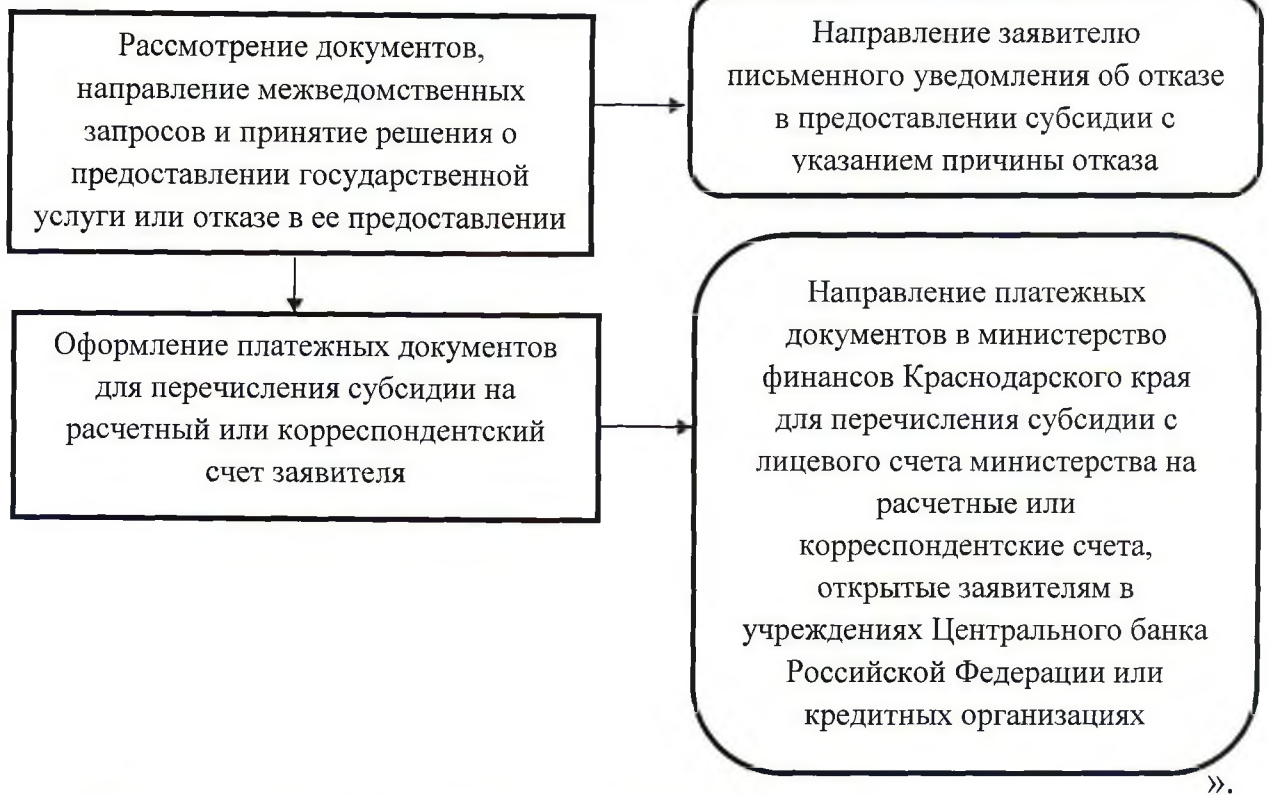 Рассмотрение документов,
направление межведомственных
запросов и принятие решения о
предоставлении государственной
услуги или отказе в ее предоставлении
Направление заявителю
письменного уведомления об отказе
в предоставлении субсидии с
указанием причины отказа
Оформление платежных документов
для перечисления субсидии на
расчетный или корреспондентский
счет заявителя
Направление платежных
документов в министерство
финансов Краснодарского края
для перечисления субсидии с
лицевого счета министерства на
расчетные или
корреспондентские счета,
открытые заявителям в
учреждениях Центрального банка
Российской Федерации или
кредитных организациях
».